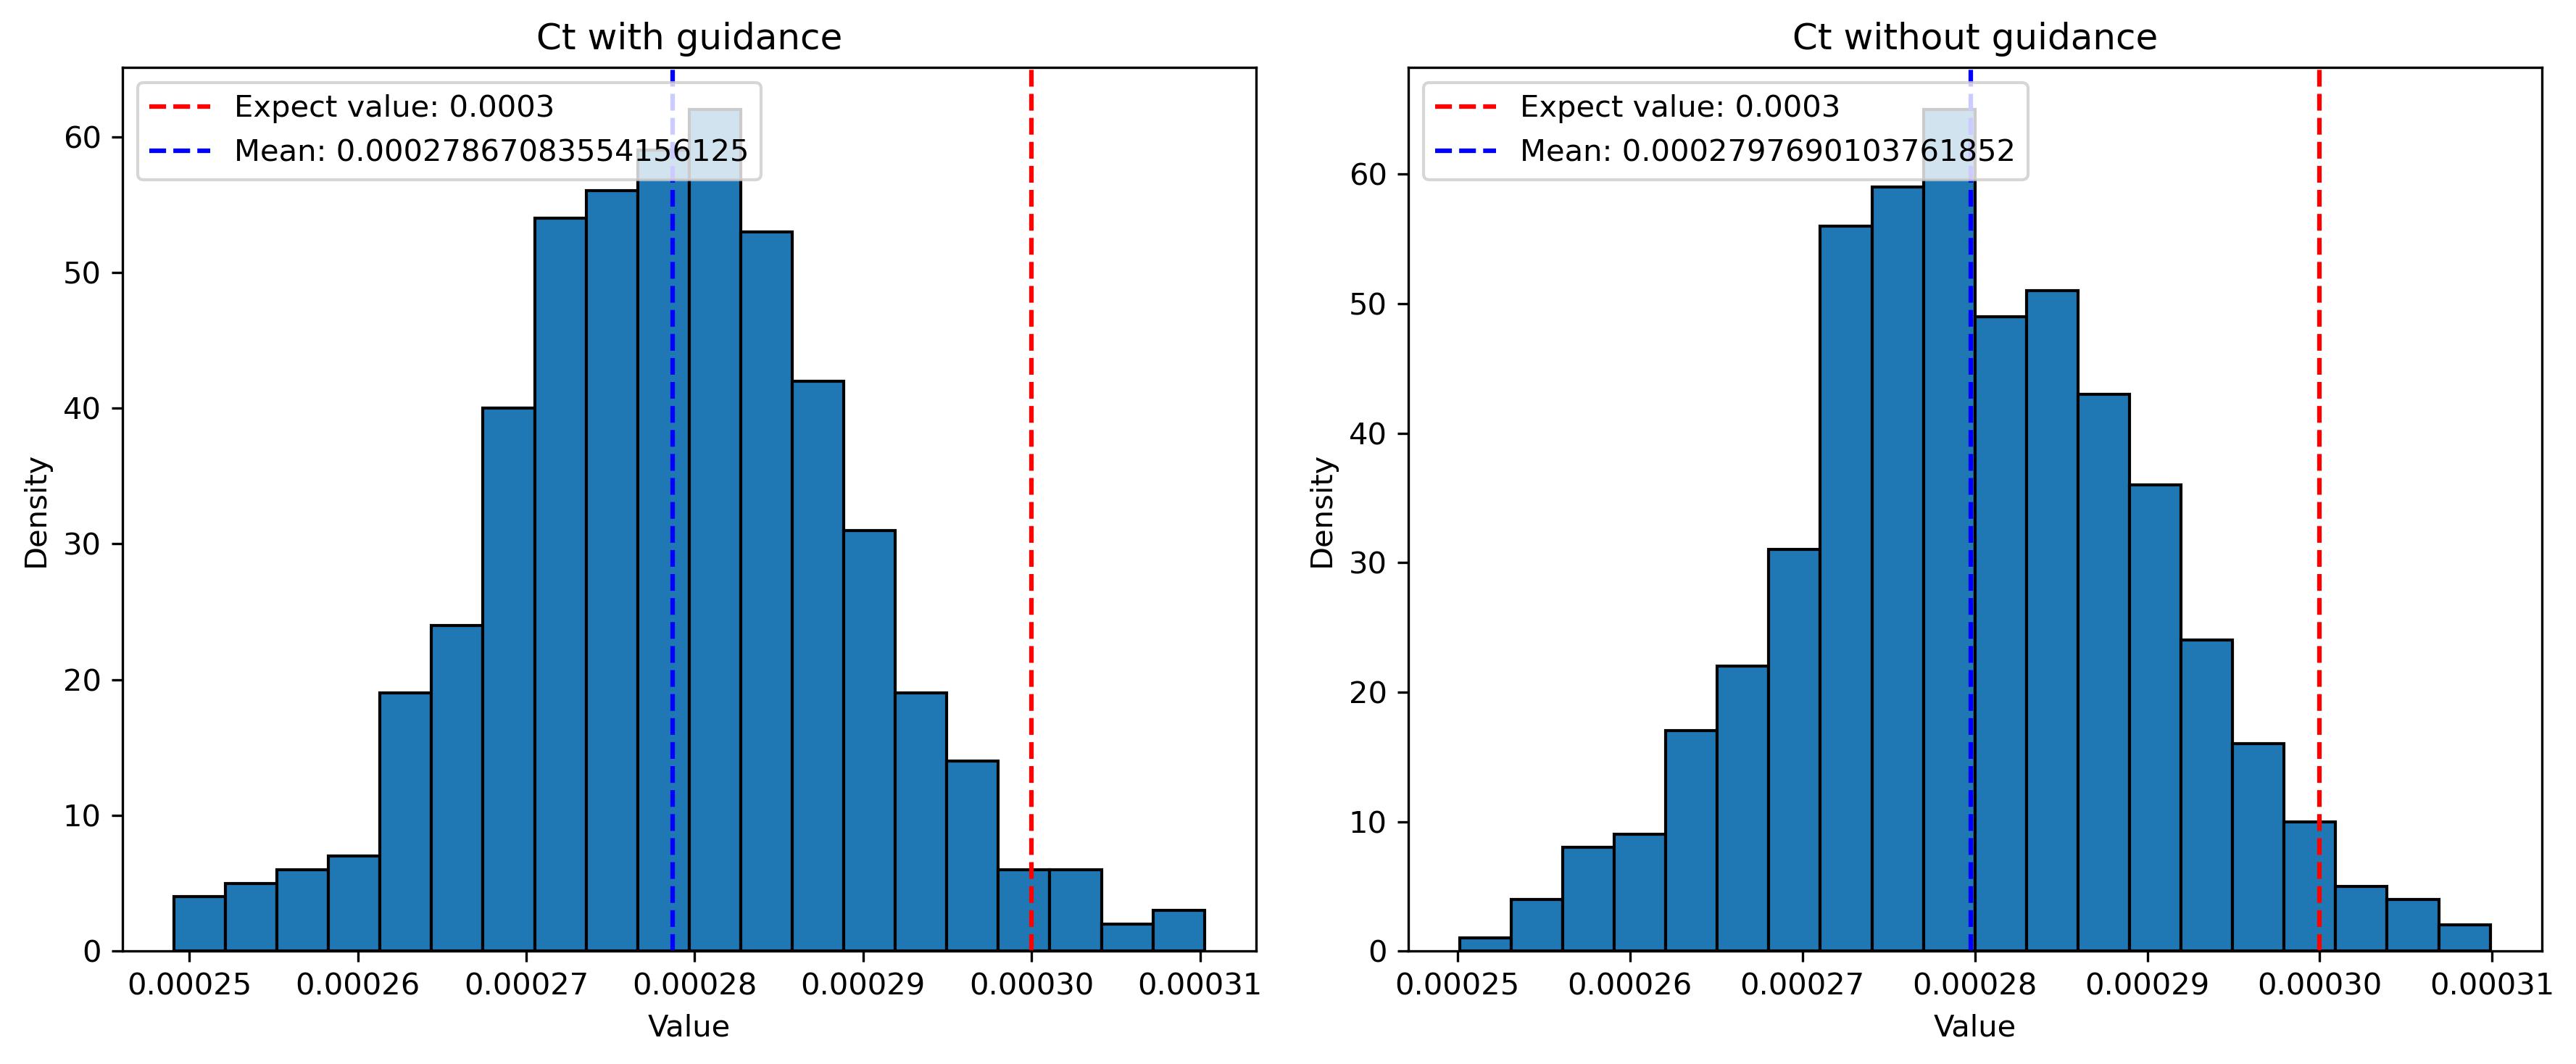 Ct with guidance
Expect value: 0.0003
Mean: 0.00027867083554156125
60
50
40
30
20
10
0
Density
0.00025 0.00026 0.00027 0.00028 0.00029 0.00030 0.00031
Value
Ct without guidance
Expect value: 0.0003
Mean: 0.0002797690103761852
60
50
40
30
20
10
0
Density
0.00025 0.00026 0.00027 0.00028 0.00029 0.00030 0.00031
Value